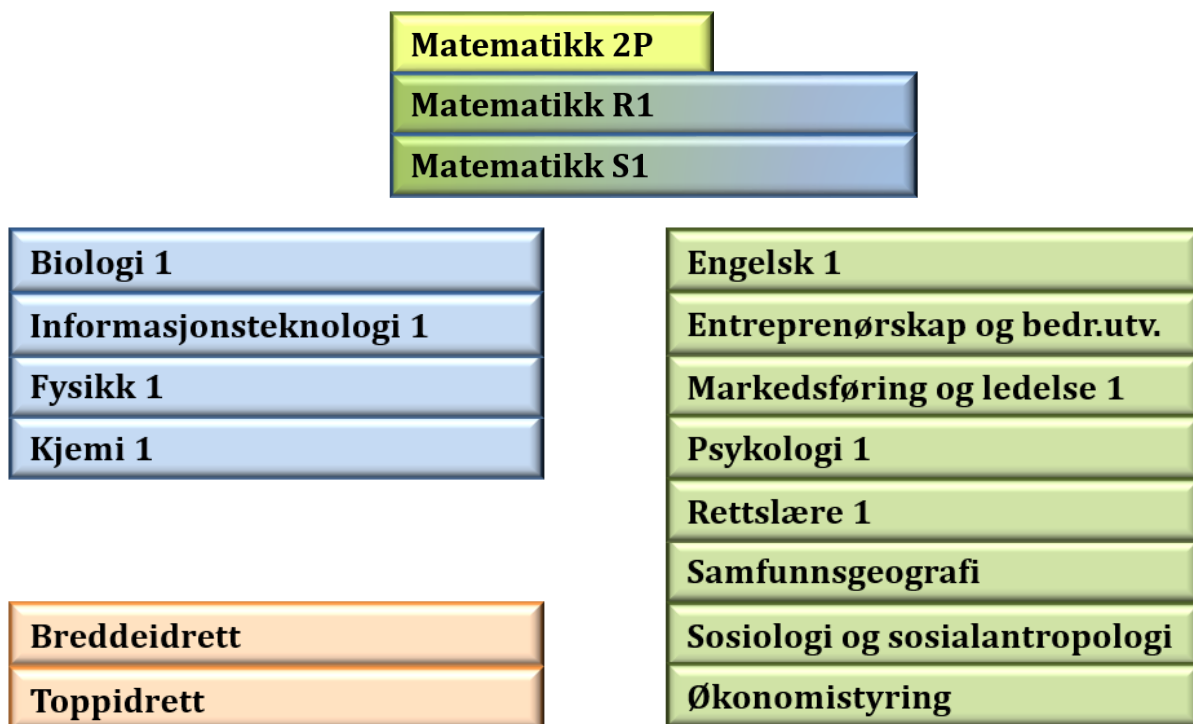 Matematikk 2P
Matematikk R1
Matematikk S1
Biologi 1
Informasjonsteknologi 1
Fysikk 1
Kjemi 1
Breddeidrett
Toppidrett
Engelsk 1
Entreprenørskap og bedr.utv.
Markedsføring og ledelse 1
Psykologi 1
Rettslære 1
Samfunnsgeografi
Sosiologi og sosialantropologi
Økonomistyring